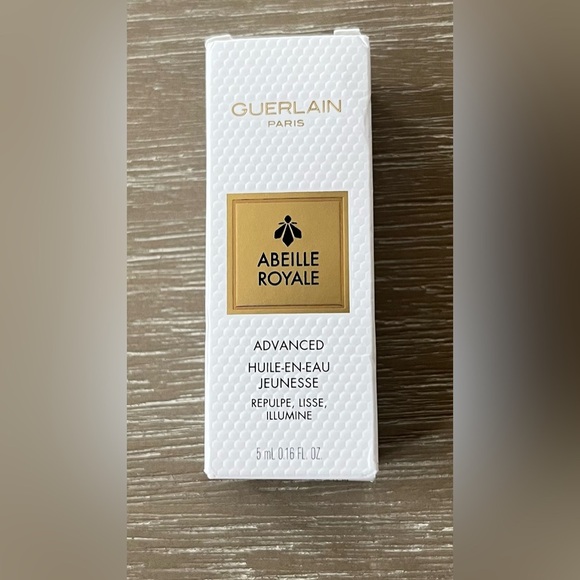 GUERLAIN
PARIS
ABEILLE
ROYALE
ADVANCED
HUILE-EN-EAU
JEUNESSE
REPULPE, LISSE,
ILLUMINE
5 mL 0.16 FL. OZ.